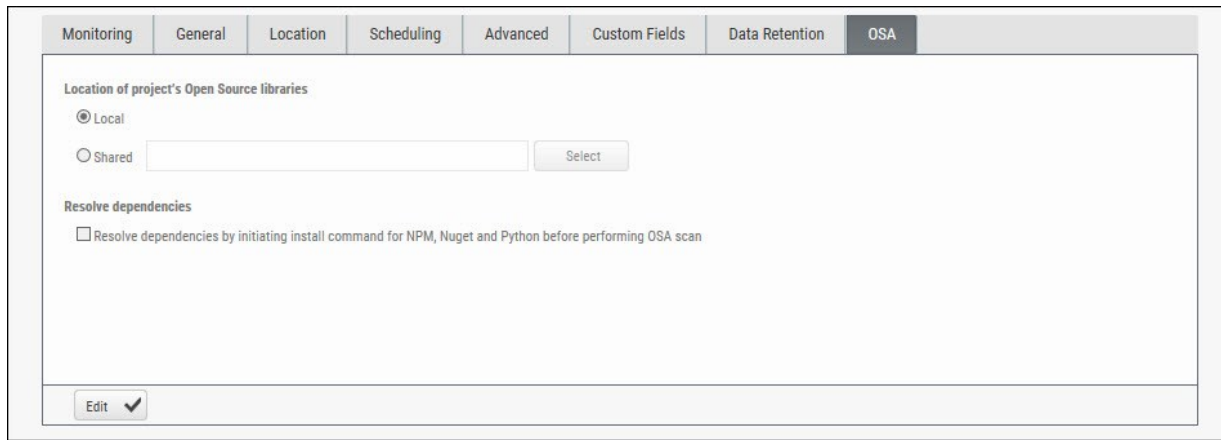 Monitoring General Location Scheduling Advanced Custom Fields Data Retention OSA
Location of project's Open Source libraries
Local
Shared Select
Resolve dependencies
Resolve dependencies by initiating install command for NPM, Nuget and Python before performing OSA scan
Edit